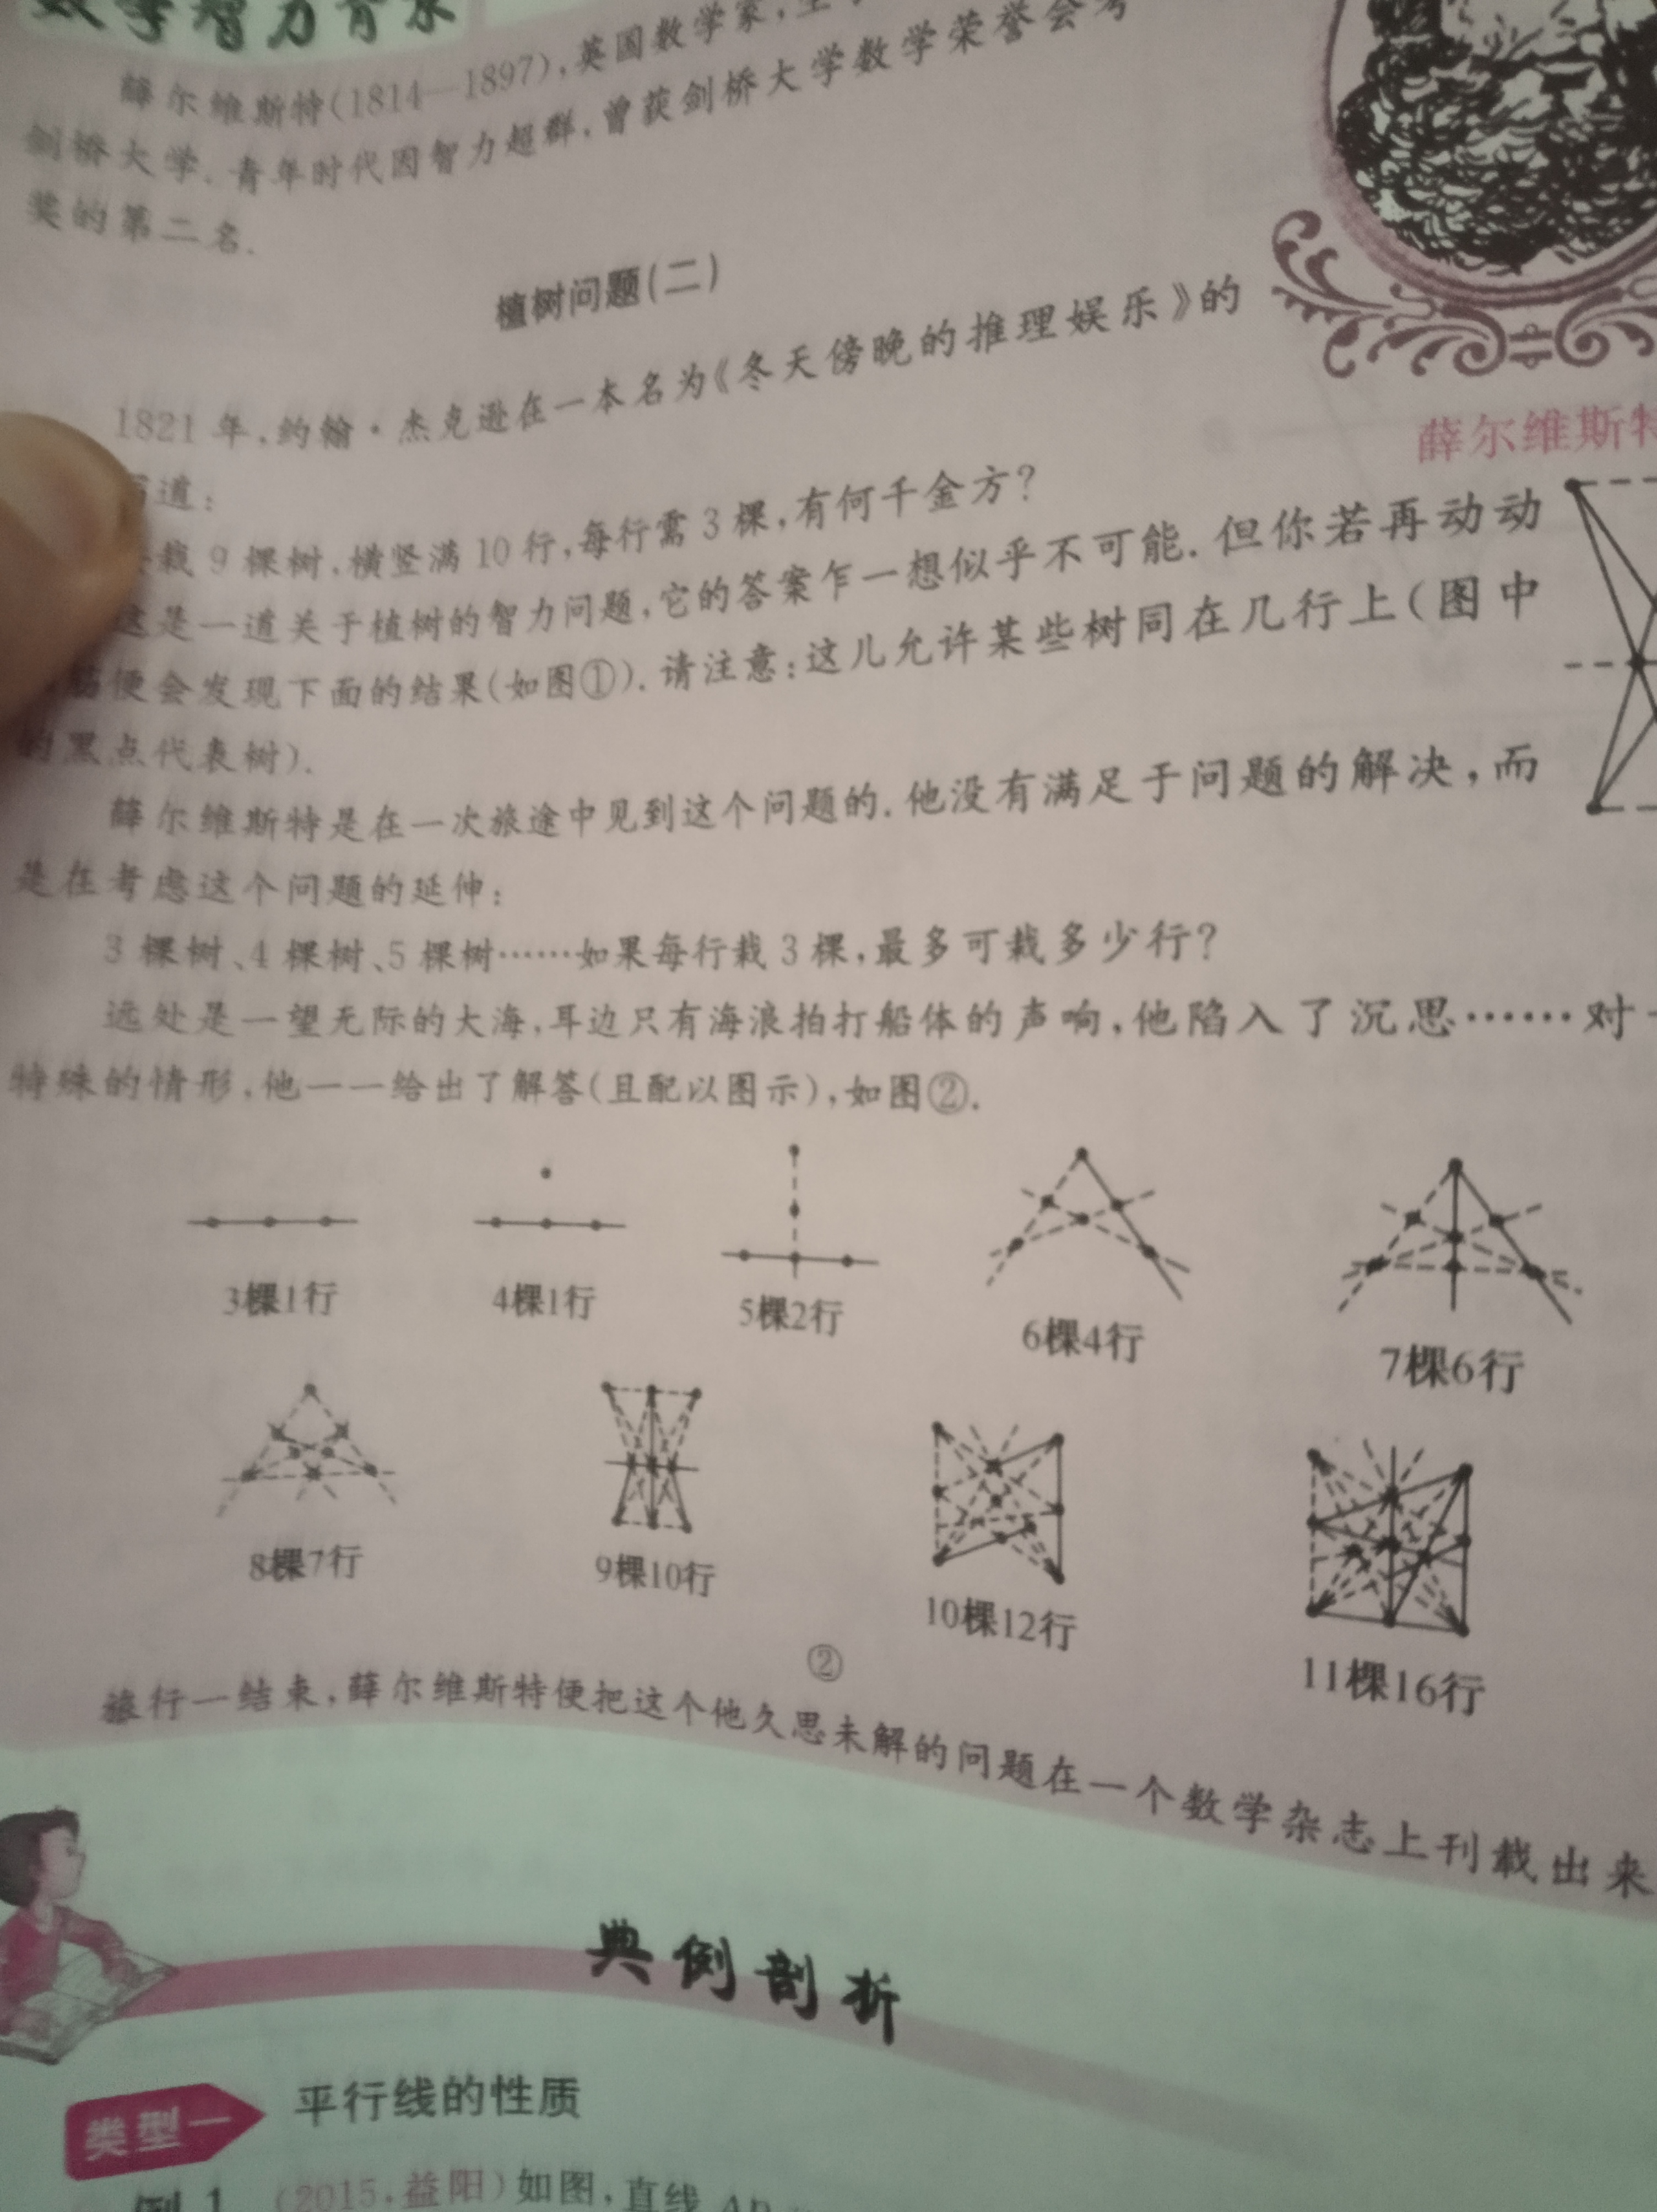 数学智力背景
薛尔维斯特(1814—1897),英国数学家,
剑桥大学.青年时代因智力超群,曾获剑桥大学数学荣誉会考
奖的第二名.
植树问题(二)
1821年,约翰·杰克逊在一本名为《冬天傍晚的推理娱乐》的
道:
栽9棵树,横竖满10行,每行需3棵,有何千金方?
这是一道关于植树的智力问题,它的答案乍一想似乎不可能.但你若再动动
便会发现下面的结果(如图①).请注意:这儿允许某些树同在几行上(图中
的黑点代表树).
薛尔维斯特是在一次旅途中见到这个问题的.他没有满足于问题的解决,而
是在考虑这个问题的延伸:
3棵树、4棵树、5棵树……如果每行栽3棵,最多可栽多少行?
远处是一望无际的大海,耳边只有海浪拍打船体的声响,他陷入了沉思……对
特殊的情形,他一一给出了解答(且配以图示),如图②.
薛尔维斯特
3棵1行
4棵1行
5棵2行
6棵4行
7棵6行
8棵7行
9棵10行
10棵12行
11棵16行
②
旅行一结束,薛尔维斯特便把这个他久思未解的问题在一个数学杂志上刊载出来
典例剖析
类型一
平行线的性质
例1 (2015,益阳)如图,直线